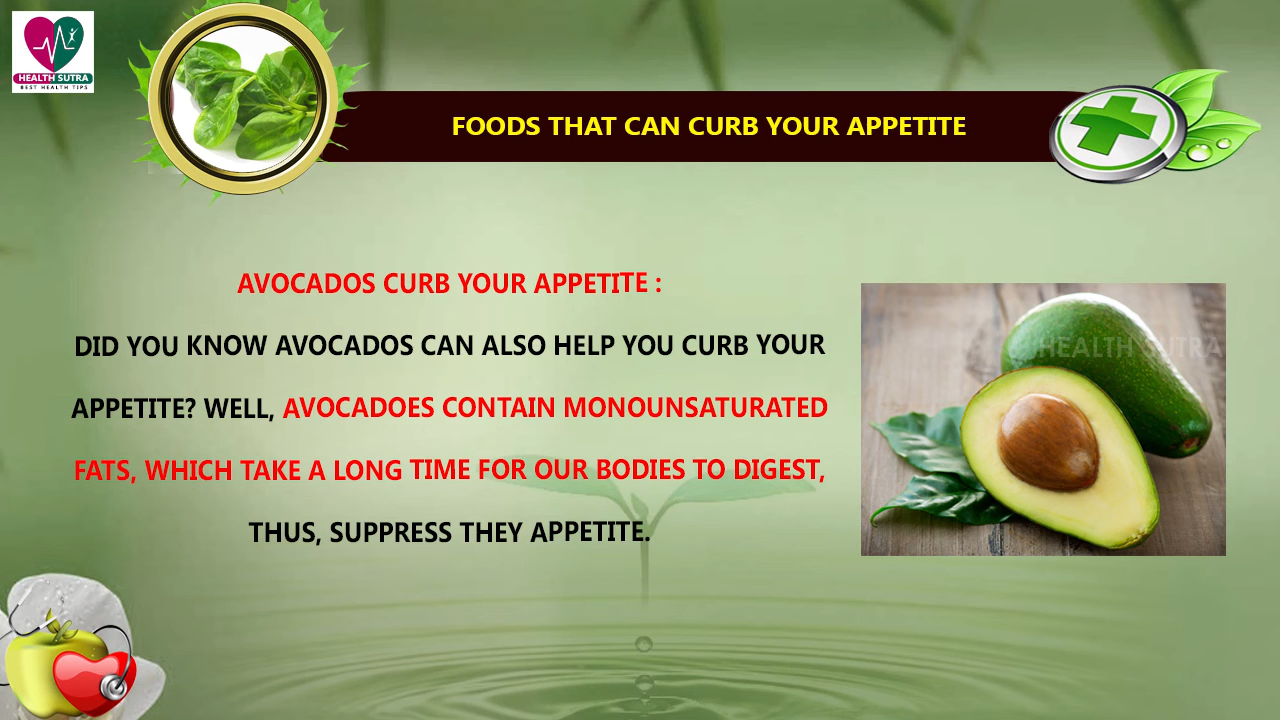 HEALTH SUTRA
BEST HEALTH TIPS
FOODS THAT CAN CURB YOUR APPETITE
AVOCADOS CURB YOUR APPETITE :
DID YOU KNOW AVOCADOS CAN ALSO HELP YOU CURB YOUR
APPETITE? WELL, AVOCADOES CONTAIN MONOUNSATURATED
FATS, WHICH TAKE A LONG TIME FOR OUR BODIES TO DIGEST,
THUS, SUPPRESS THEY APPETITE.
HEALTH SUTRA